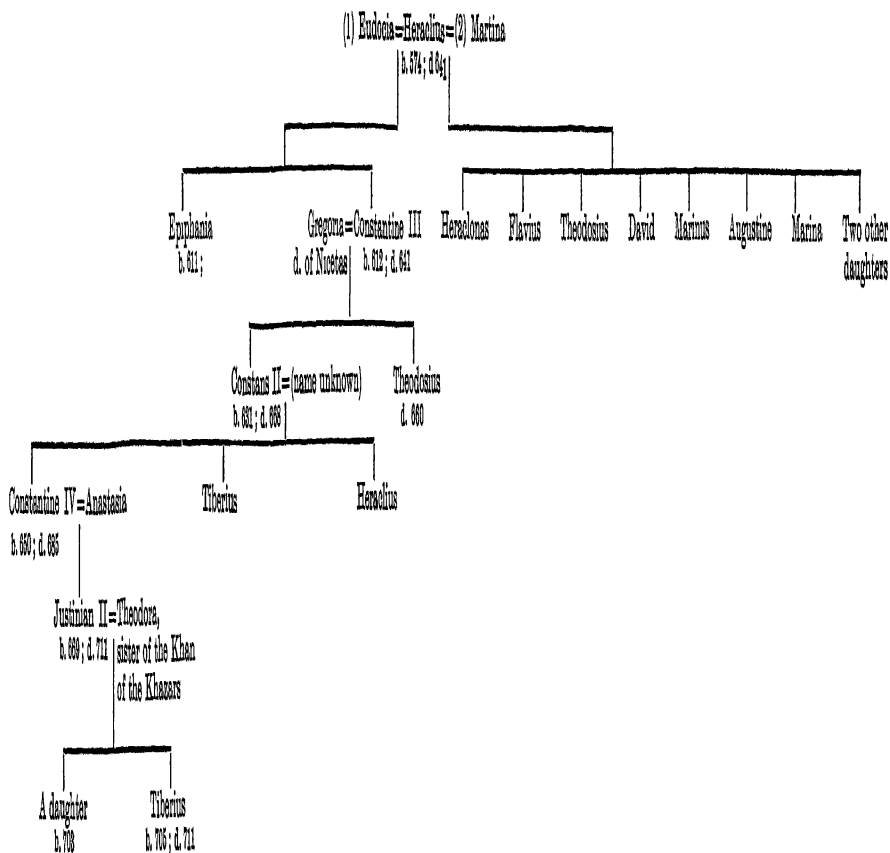 (1) Eudocia=Heraclius=(2) Martina
b. 574; d 641
Epiphania
b. 611;
Gregoria=Constantine III
d. of Nicetas
b. 612; d. 641
Heraclonas
Flavius
Theodosius
David
Marinus
Augustine
Marina
Two other
daughters
Constans II=(name unknown)
b. 631; d. 668
Theodosius
d. 660
Constantine IV=Anastasia
b. 650; d. 685
Tiberius
Heraclius
Justinian II=Theodora,
b. 669; d. 711
sister of the Khan
of the Khazars
A daughter
b. 703
Tiberius
b. 705; d. 711